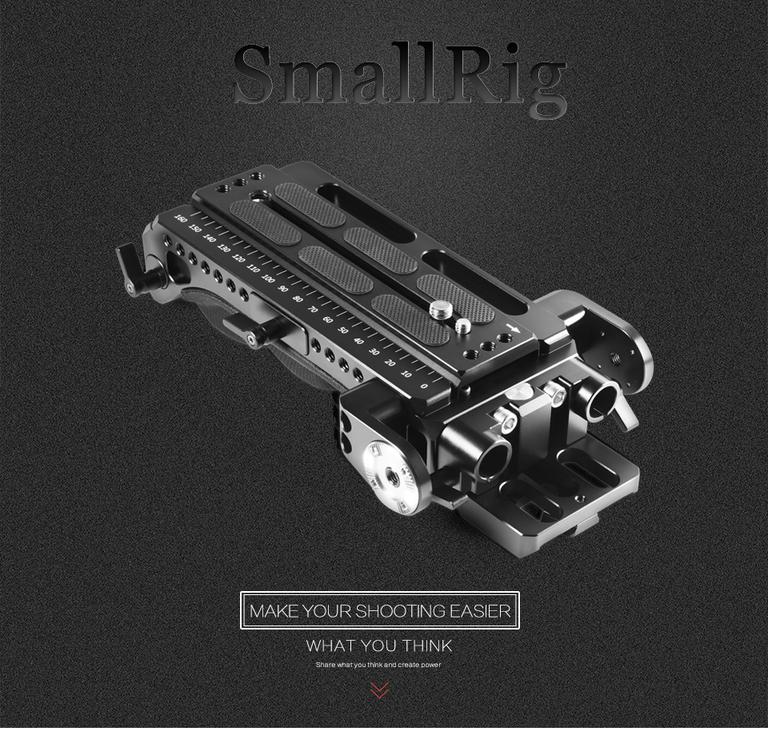 SmallRig
160 150 140 130 120 110 100 90 80 70 60 50 40 30 20 10 0
MAKE YOUR SHOOTING EASIER
WHAT YOU THINK
Share what you think and create power